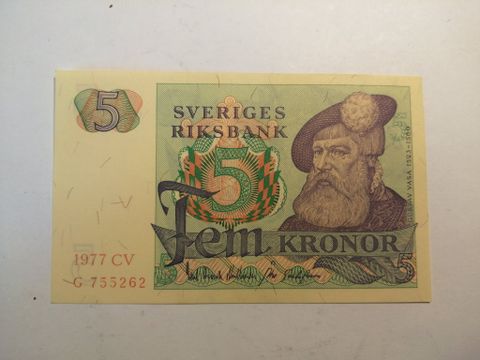 5
SVERIGES
RIKSBANK
5
GUSTAV VASA 1523-1560
Fem KRONOR
1977 CV
G 755262
5